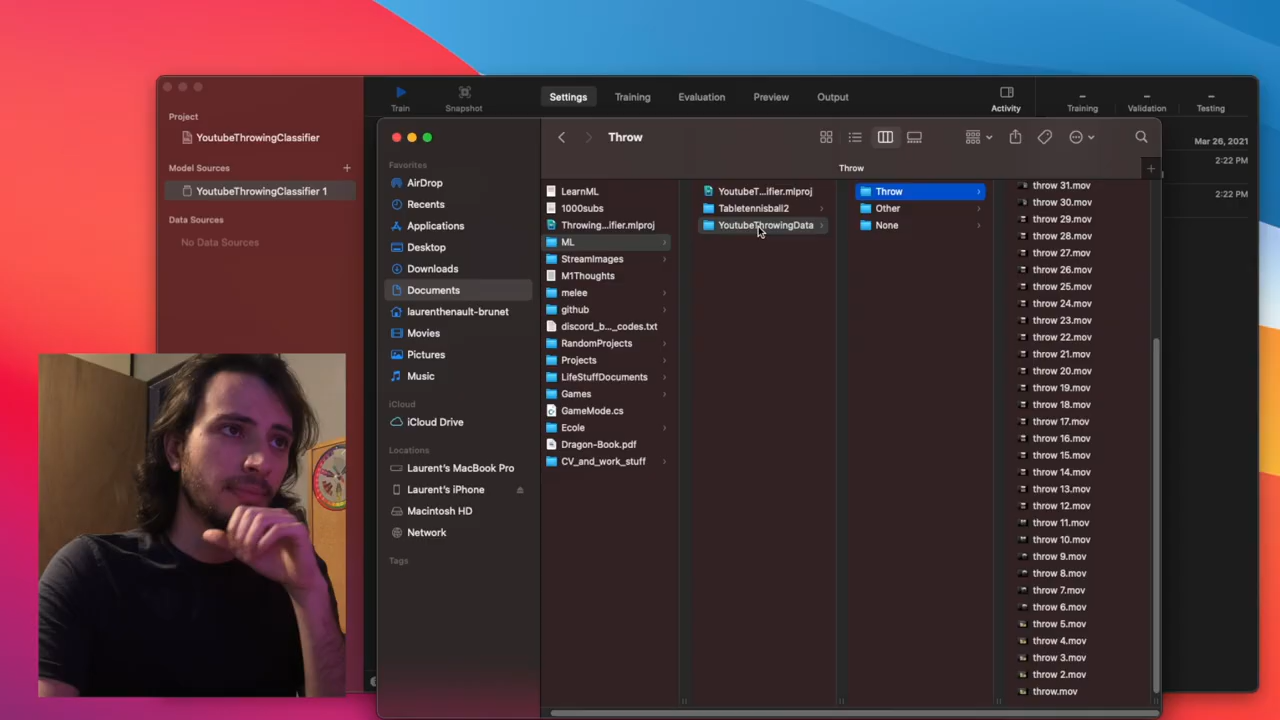 Project
YoutubeThrowingClassifier
Model Sources
+
YoutubeThrowingClassifier 1
Data Sources
No Data Sources
Train
Snapshot
Settings
Training
Evaluation
Preview
Output
Activity
Training
Validation
Testing
Mar 26, 2021
2:22 PM
2:22 PM
Throw
Throw
Favorites
AirDrop
Recents
Applications
Desktop
Downloads
Documents
laurenthenault-brunet
Movies
Pictures
Music
iCloud
iCloud Drive
Locations
Laurent's MacBook Pro
Laurent's iPhone
Macintosh HD
Network
Tags
LearnML
1000subs
Throwing...ifier.mlproj
ML
StreamImages
M1Thoughts
melee
github
discord_b..._codes.txt
RandomProjects
Projects
LifeStuffDocuments
Games
GameMode.cs
Ecole
Dragon-Book.pdf
CV_and_work_stuff
YoutubeT...ifier.mlproj
Tabletennisball2
YoutubeThrowingData
Throw
Other
None
throw 31.mov
throw 30.mov
throw 29.mov
throw 28.mov
throw 27.mov
throw 26.mov
throw 25.mov
throw 24.mov
throw 23.mov
throw 22.mov
throw 21.mov
throw 20.mov
throw 19.mov
throw 18.mov
throw 17.mov
throw 16.mov
throw 15.mov
throw 14.mov
throw 13.mov
throw 12.mov
throw 11.mov
throw 10.mov
throw 9.mov
throw 8.mov
throw 7.mov
throw 6.mov
throw 5.mov
throw 4.mov
throw 3.mov
throw 2.mov
throw.mov